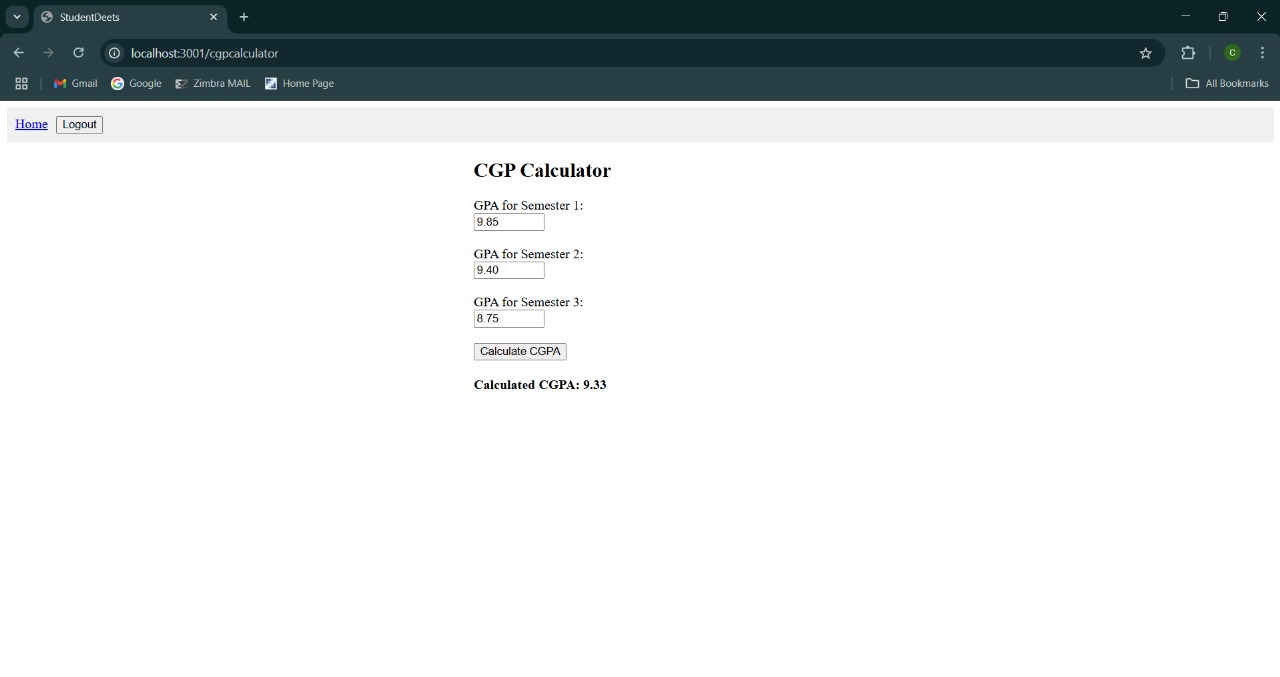 StudentDeets
localhost:3001/cgpcalculator
C
Gmail
Google
Zimbra MAIL
Home Page
All Bookmarks
Home Logout
CGP Calculator
GPA for Semester 1:
9.85
GPA for Semester 2:
9.40
GPA for Semester 3:
8.75
Calculate CGPA
Calculated CGPA: 9.33